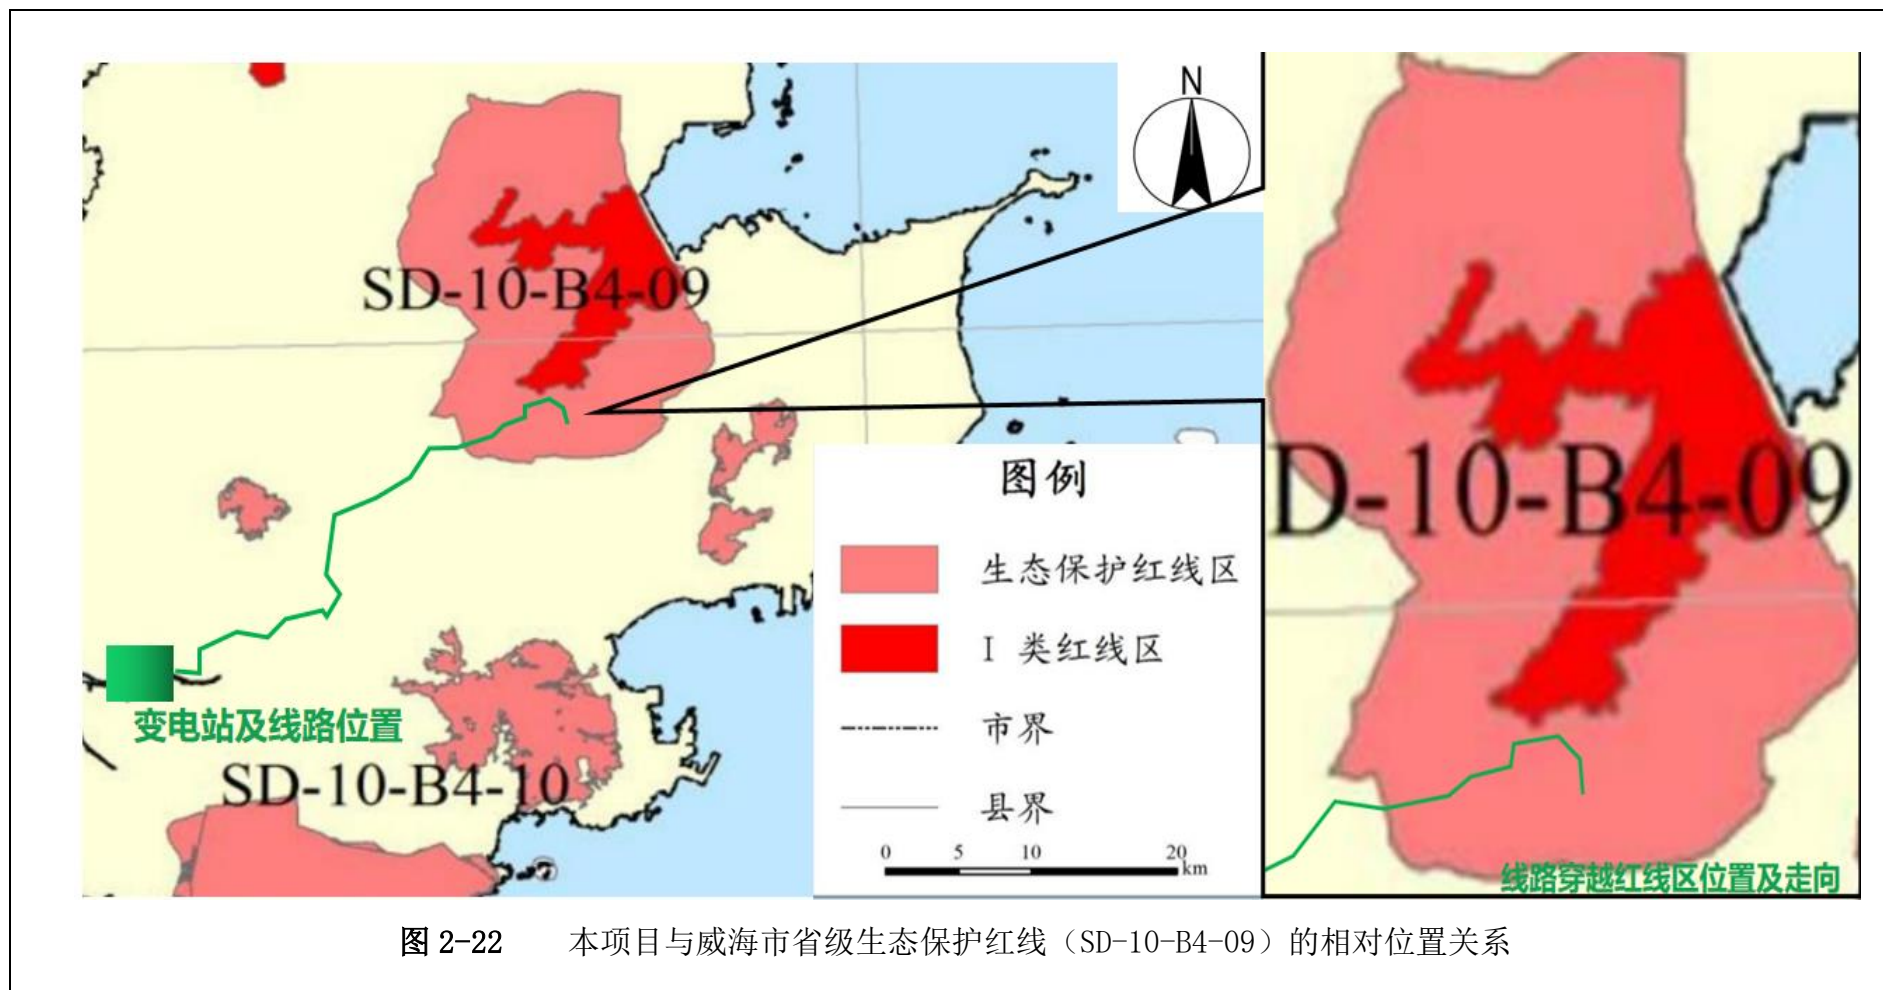 N
SD-10-B4-09
D-10-B4-09
图例
生态保护红线区
I 类红线区
市界
县界
0 5 10 20
km
变电站及线路位置
SD-10-B4-10
线路穿越红线区位置及走向
图 2-22 本项目与威海市省级生态保护红线（SD-10-B4-09）的相对位置关系